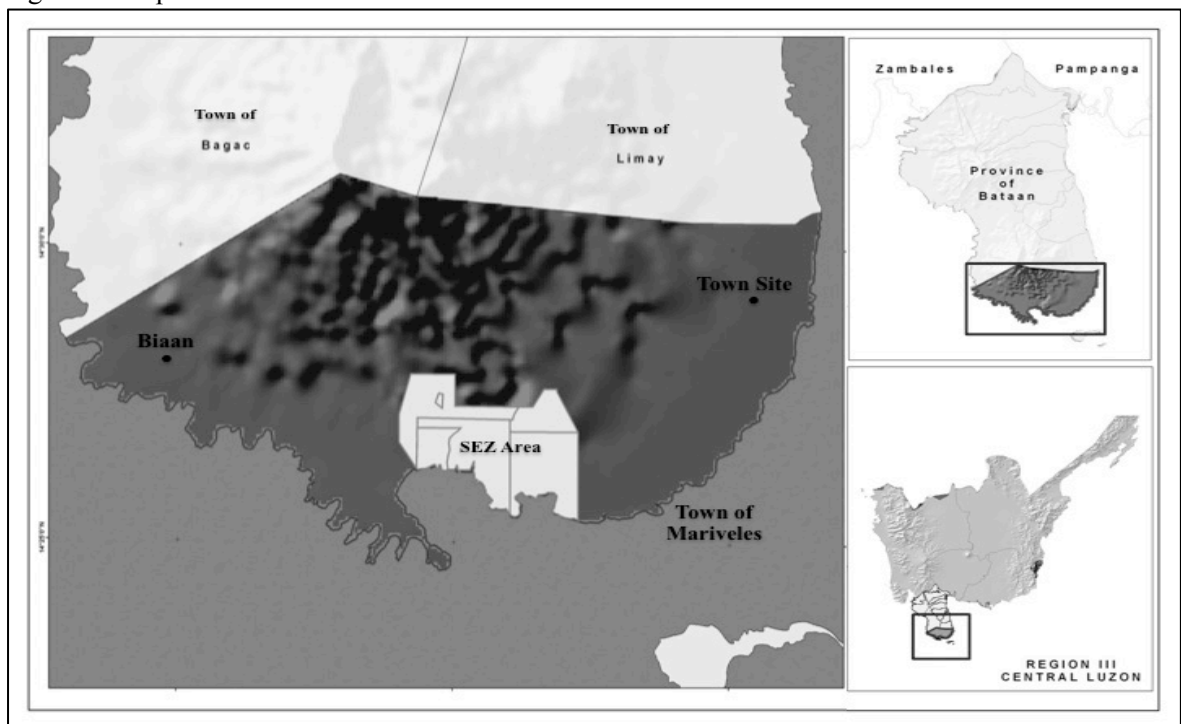 Town of
Bagac
Town of
Limay
Town Site
Biaan
SEZ Area
Town of
Mariveles
Zambales
Pampanga
Province
of
Bataan
REGION III
CENTRAL LUZON